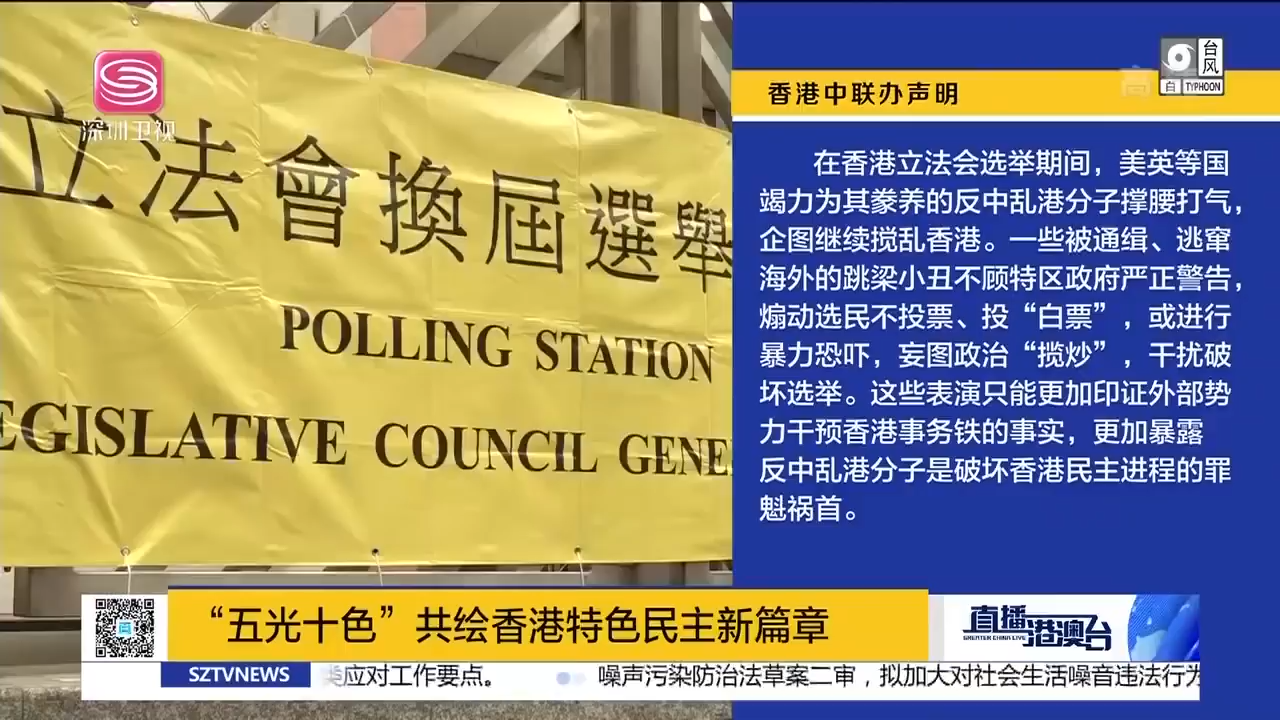 深圳卫视
立法會換屆選舉
POLLING STATION
EGISLATIVE COUNCIL GENE
台风
白 TYPHOON
香港中联办声明
在香港立法会选举期间，美英等国
竭力为其豢养的反中乱港分子撑腰打气，
企图继续搅乱香港。一些被通缉、逃窜
海外的跳梁小丑不顾特区政府严正警告，
煽动选民不投票、投“白票”，或进行
暴力恐吓，妄图政治“揽炒”，干扰破
坏选举。这些表演只能更加印证外部势
力干预香港事务铁的事实，更加暴露
反中乱港分子是破坏香港民主进程的罪
魁祸首。
“五光十色”共绘香港特色民主新篇章
直播港澳台
GREATER CHINA LIVE
SZTVNEWS
类应对工作要点。 噪声污染防治法草案二审，拟加大对社会生活噪音违法行为